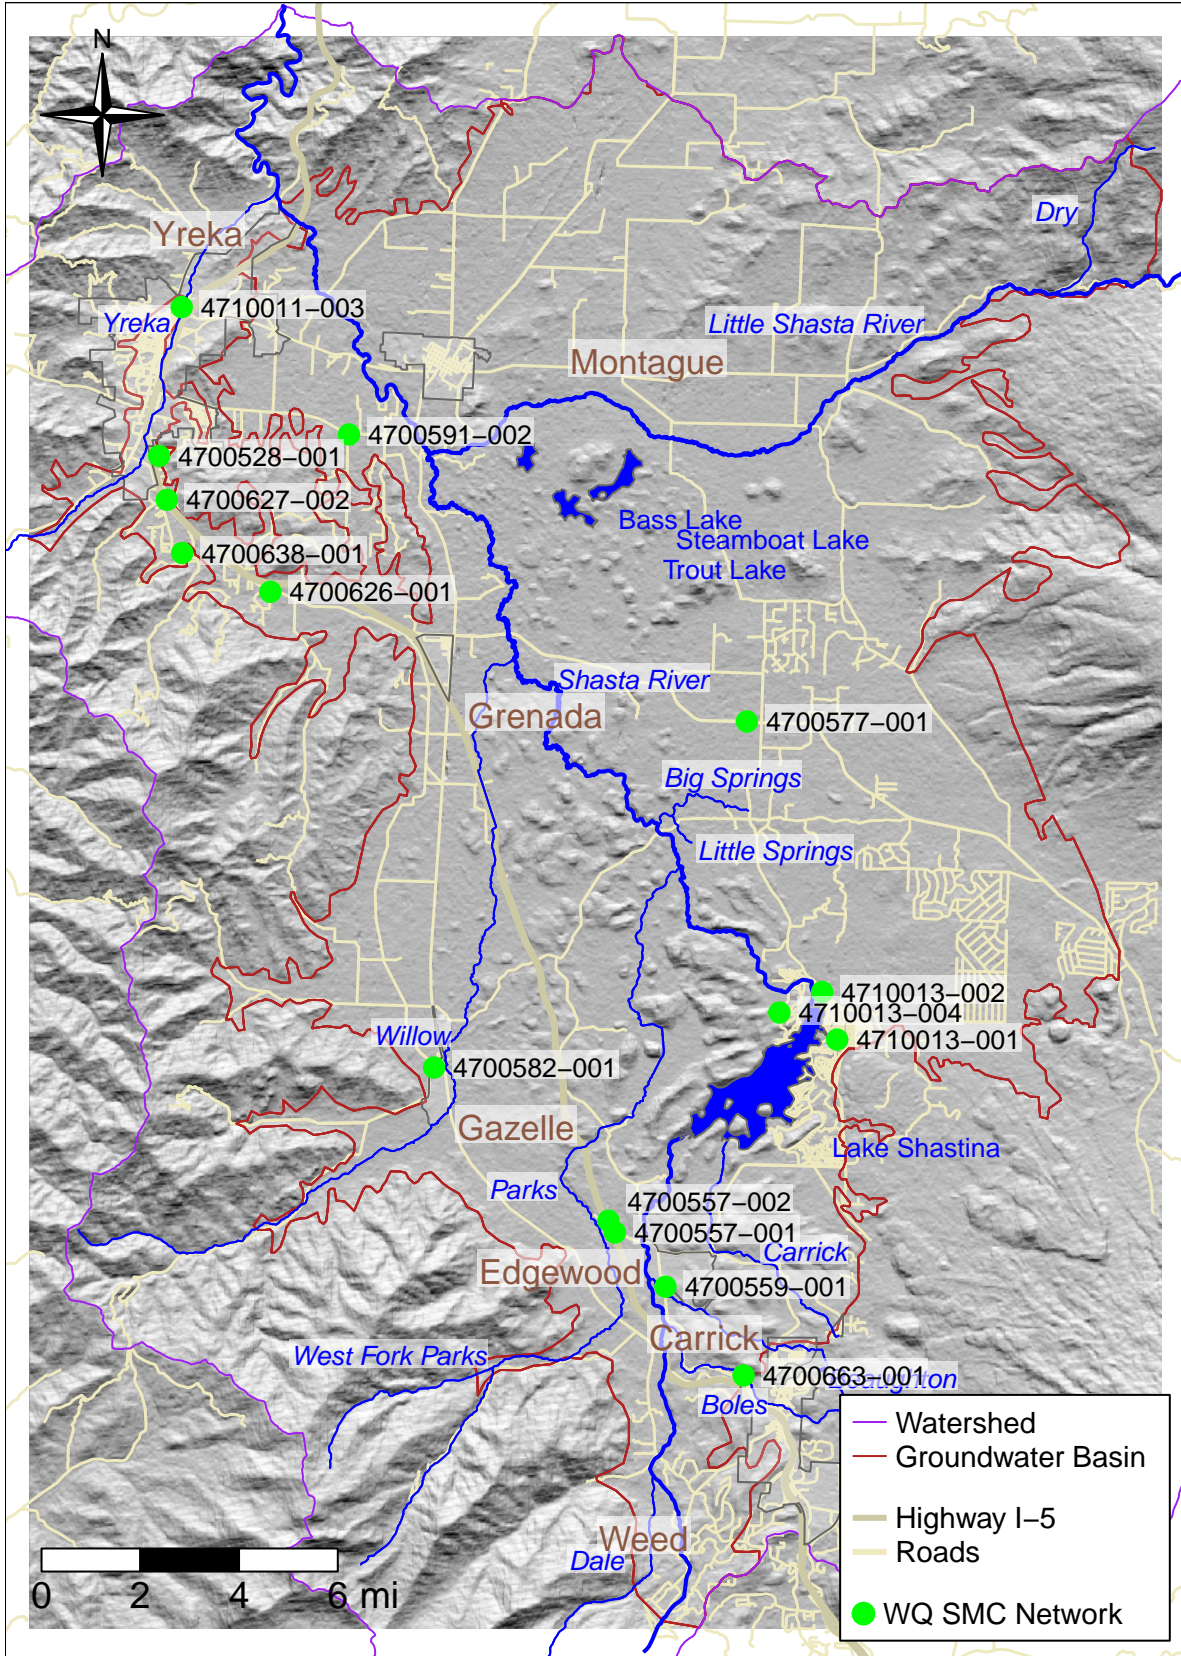 N
Yreka
Dry
4710011−003
Yreka
Little Shasta River
Montague
4700591−002
4700528−001
4700627−002
Bass Lake
Steamboat Lake
4700638−001
Trout Lake
4700626−001
Shasta River
Grenada
4700577−001
Big Springs
Little Springs
4710013−002
4710013−004
Willow
4710013−001
4700582−001
Gazelle
Lake Shastina
Parks
4700557−002
4700557−001
Carrick
Edgewood
4700559−001
Carrick
West Fork Parks
4700663−001
Boles
Watershed
Groundwater Basin
Highway I−5
Roads
WQ SMC Network
Weed
Dale
0 2 4 6 mi